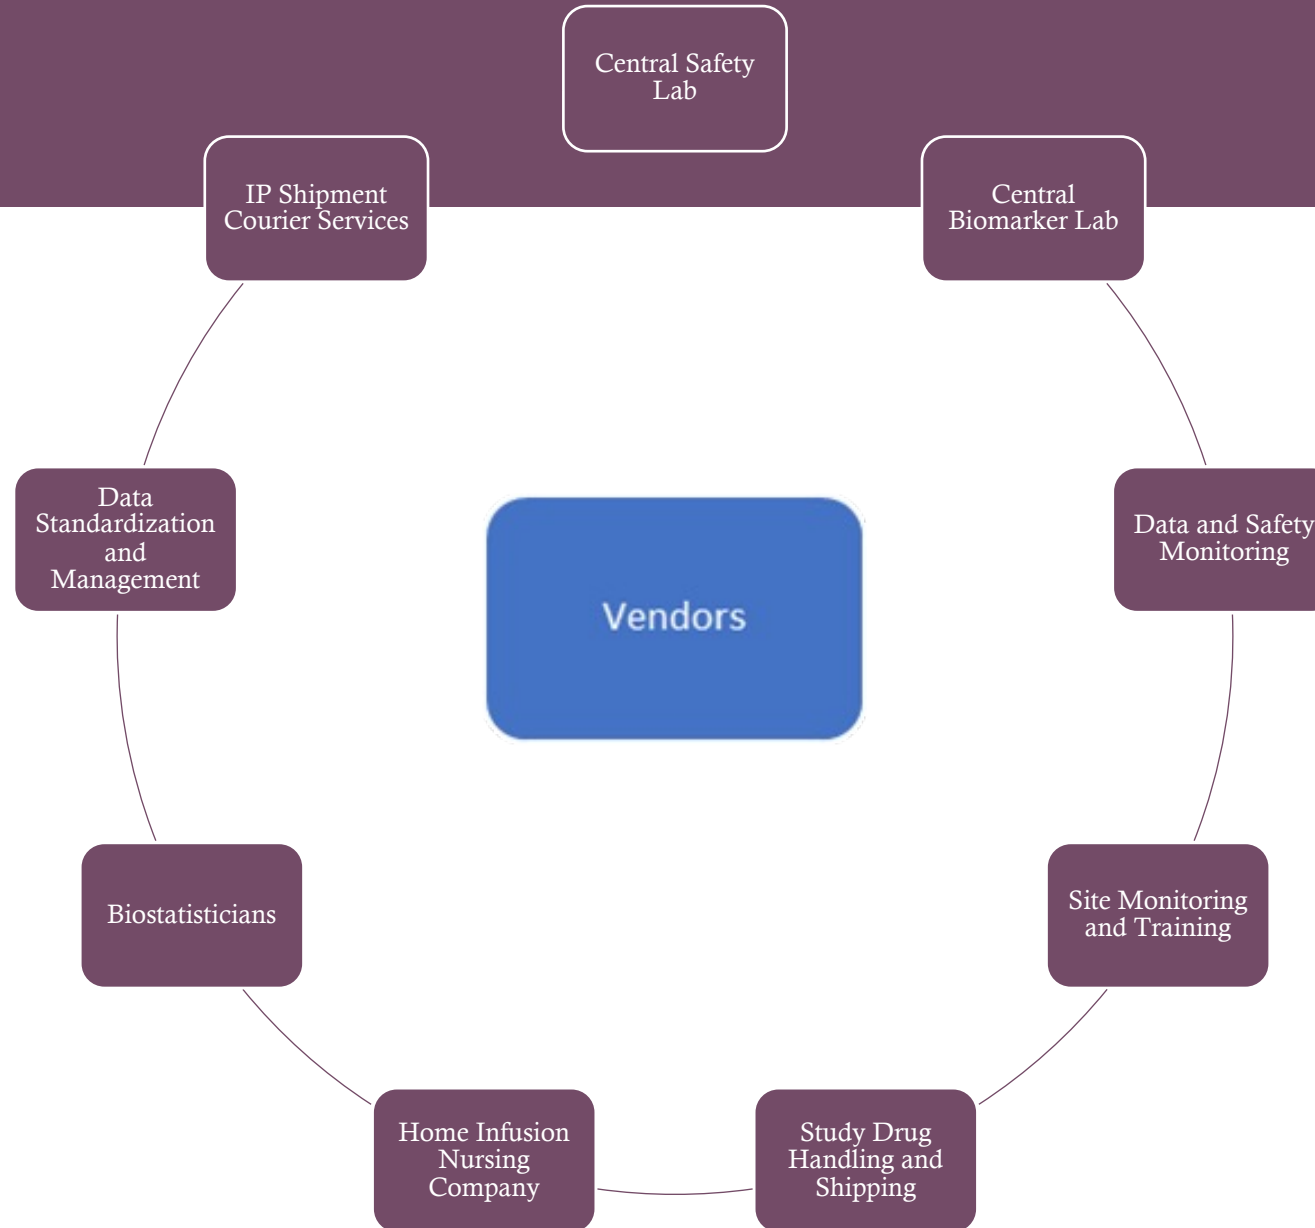 Central Safety
Lab
IP Shipment
Courier Services
Central
Biomarker Lab
Data
Standardization
and
Management
Data and Safety
Monitoring
Vendors
Biostatisticians
Site Monitoring
and Training
Home Infusion
Nursing
Company
Study Drug
Handling and
Shipping